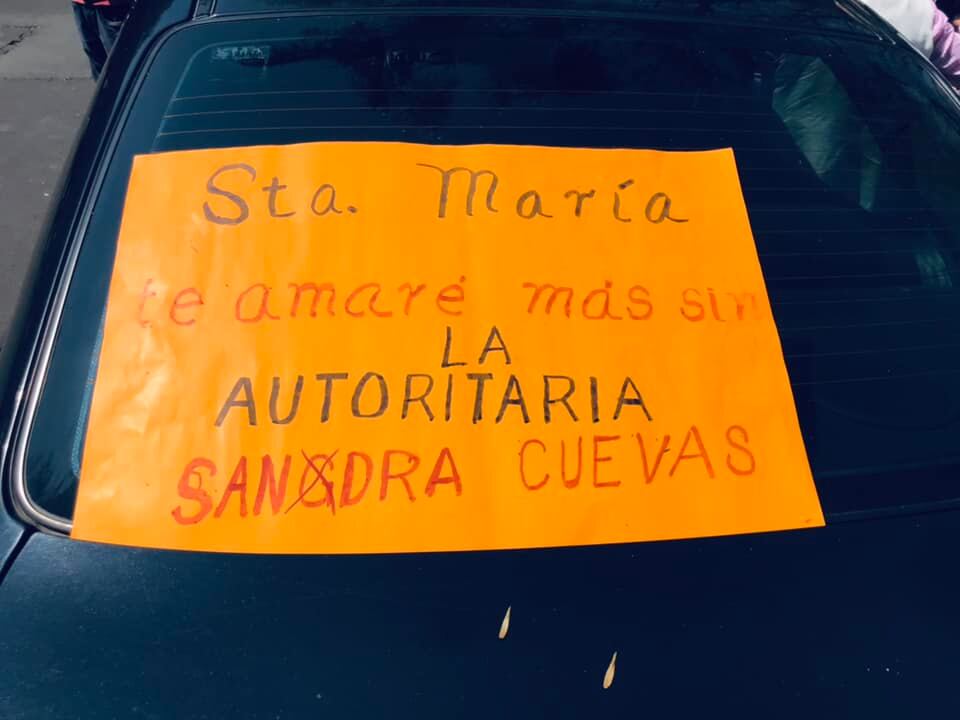 Sta. María
te amaré más sin
LA
AUTORITARIA
SANDRA CUEVAS